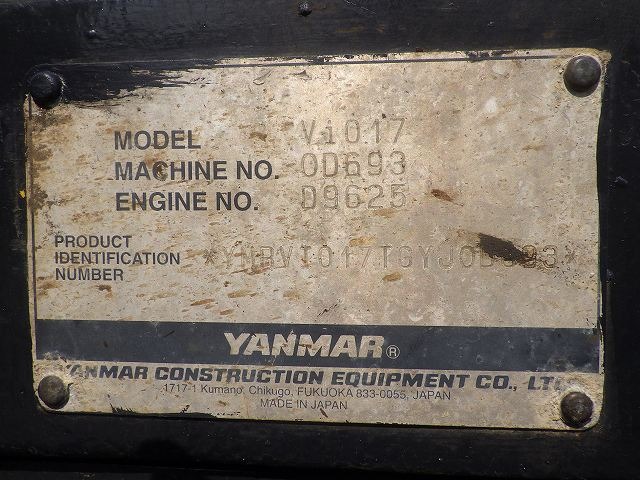 MODEL Vi017
MACHINE NO. 0D693
ENGINE NO. D9625
PRODUCT
IDENTIFICATION
NUMBER
YANMAR®
YANMAR CONSTRUCTION EQUIPMENT CO., LTD.
1717-1 Kumano, Chikugo, FUKUOKA 833-0055, JAPAN
MADE IN JAPAN